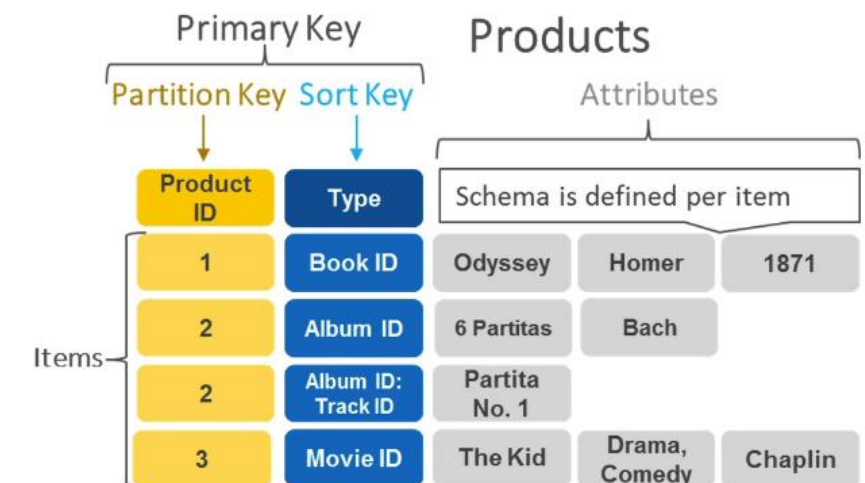 Primary Key
Products
Partition Key Sort Key
Attributes
Product
ID
Type
Schema is defined per item
1
Book ID
Odyssey
Homer
1871
2
Album ID
6 Partitas
Bach
Items
2
Album ID:
Track ID
Partita
No. 1
3
Movie ID
The Kid
Drama,
Comedy
Chaplin